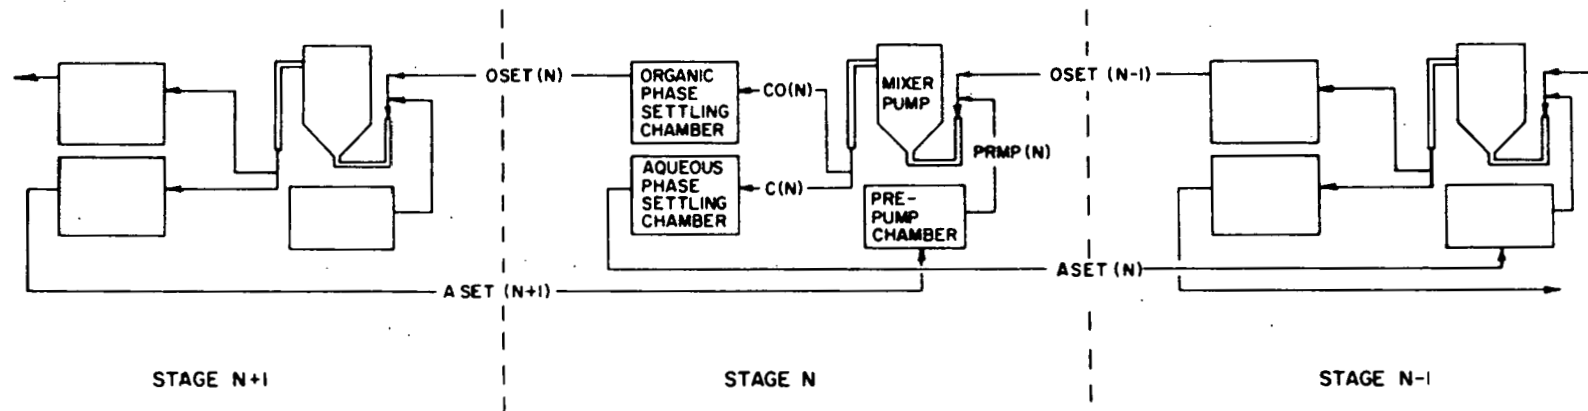 OSET (N)
ORGANIC
PHASE
SETTLING
CHAMBER
CO(N)
MIXER
PUMP
OSET (N-1)
PRMP (N)
AQUEOUS
PHASE
SETTLING
CHAMBER
C(N)
PRE-
PUMP
CHAMBER
ASET (N)
A SET (N+1)
STAGE N+1
STAGE N
STAGE N-1